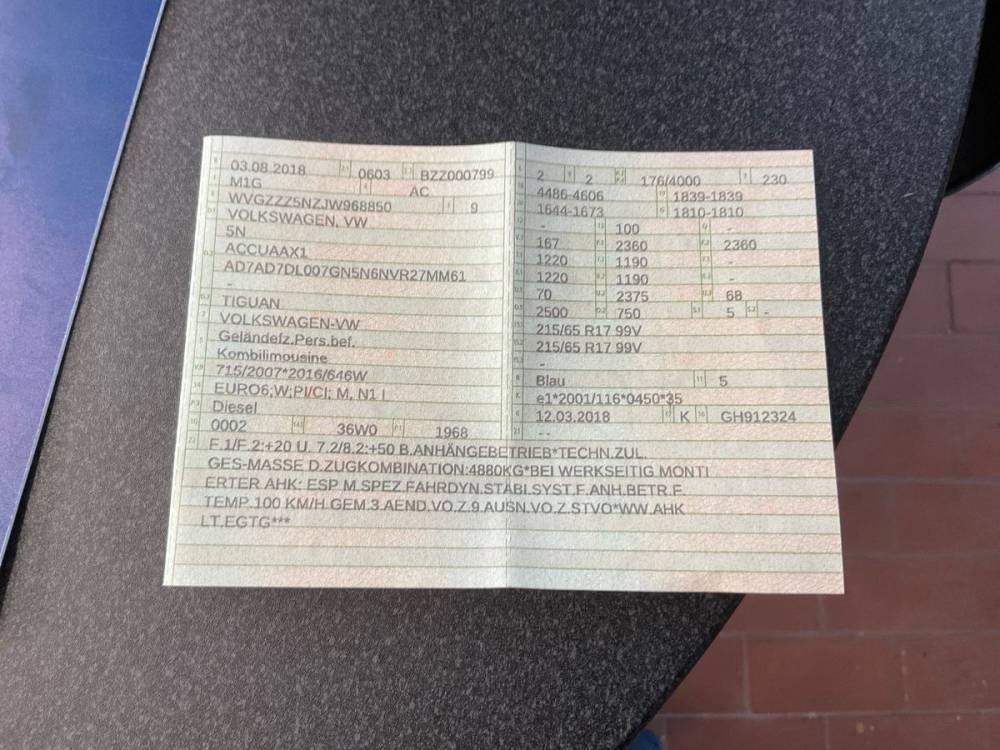 03.08.2018 0603 BZZ000799
M1G AC
WVGZZZ5NZJW968850 9
VOLKSWAGEN, VW
5N
ACCUAAX1
AD7AD7DL007GN5N6NVR27MM61
-
TIGUAN
VOLKSWAGEN-VW
Geländefz.Pers.bef.
Kombilimousine
715/2007*2016/646W
EURO6;W;PI/CI; M, N1 I
Diesel
0002 36W0 1968
2 2 176/4000 230
4486-4606 1839-1839
1644-1673 1810-1810
- 100 -
167 2360 2360
1220 1190 -
1220 1190 -
70 2375 68
2500 750 5 -
215/65 R17 99V
215/65 R17 99V
-
Blau 5
e1*2001/116*0450*35
12.03.2018 K GH912324
--
F.1/F.2:+20 U. 7.2/8.2:+50 B.ANHÄNGEBETRIEB*TECHN.ZUL.
GES-MASSE D.ZUGKOMBINATION:4880KG*BEI WERKSEITIG MONTI
ERTER AHK: ESP M.SPEZ.FAHRDYN.STABI.SYST.F.ANH.BETR.F.
TEMP.100 KM/H GEM.3.AEND.VO.Z.9.AUSN.VO.Z.STVO*WW.AHK
LT.EGTG***